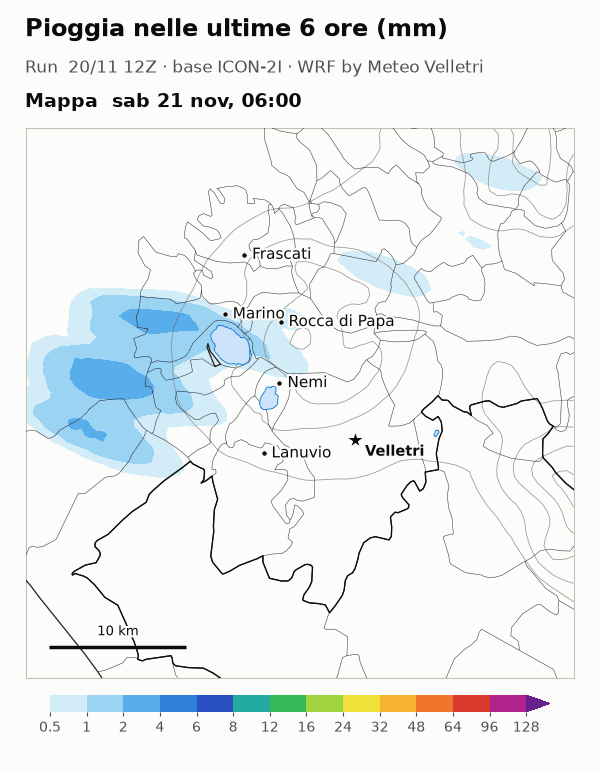 Pioggia nelle ultime 6 ore (mm)
Run  20/11 12Z · base ICON-2I · WRF by Meteo Velletri
Mappa  sab 21 nov, 06:00
Frascati
Marino
Rocca di Papa
Nemi
Velletri
Lanuvio
10 km
0.5 1 2 4 6 8 12 16 24 32 48 64 96 128